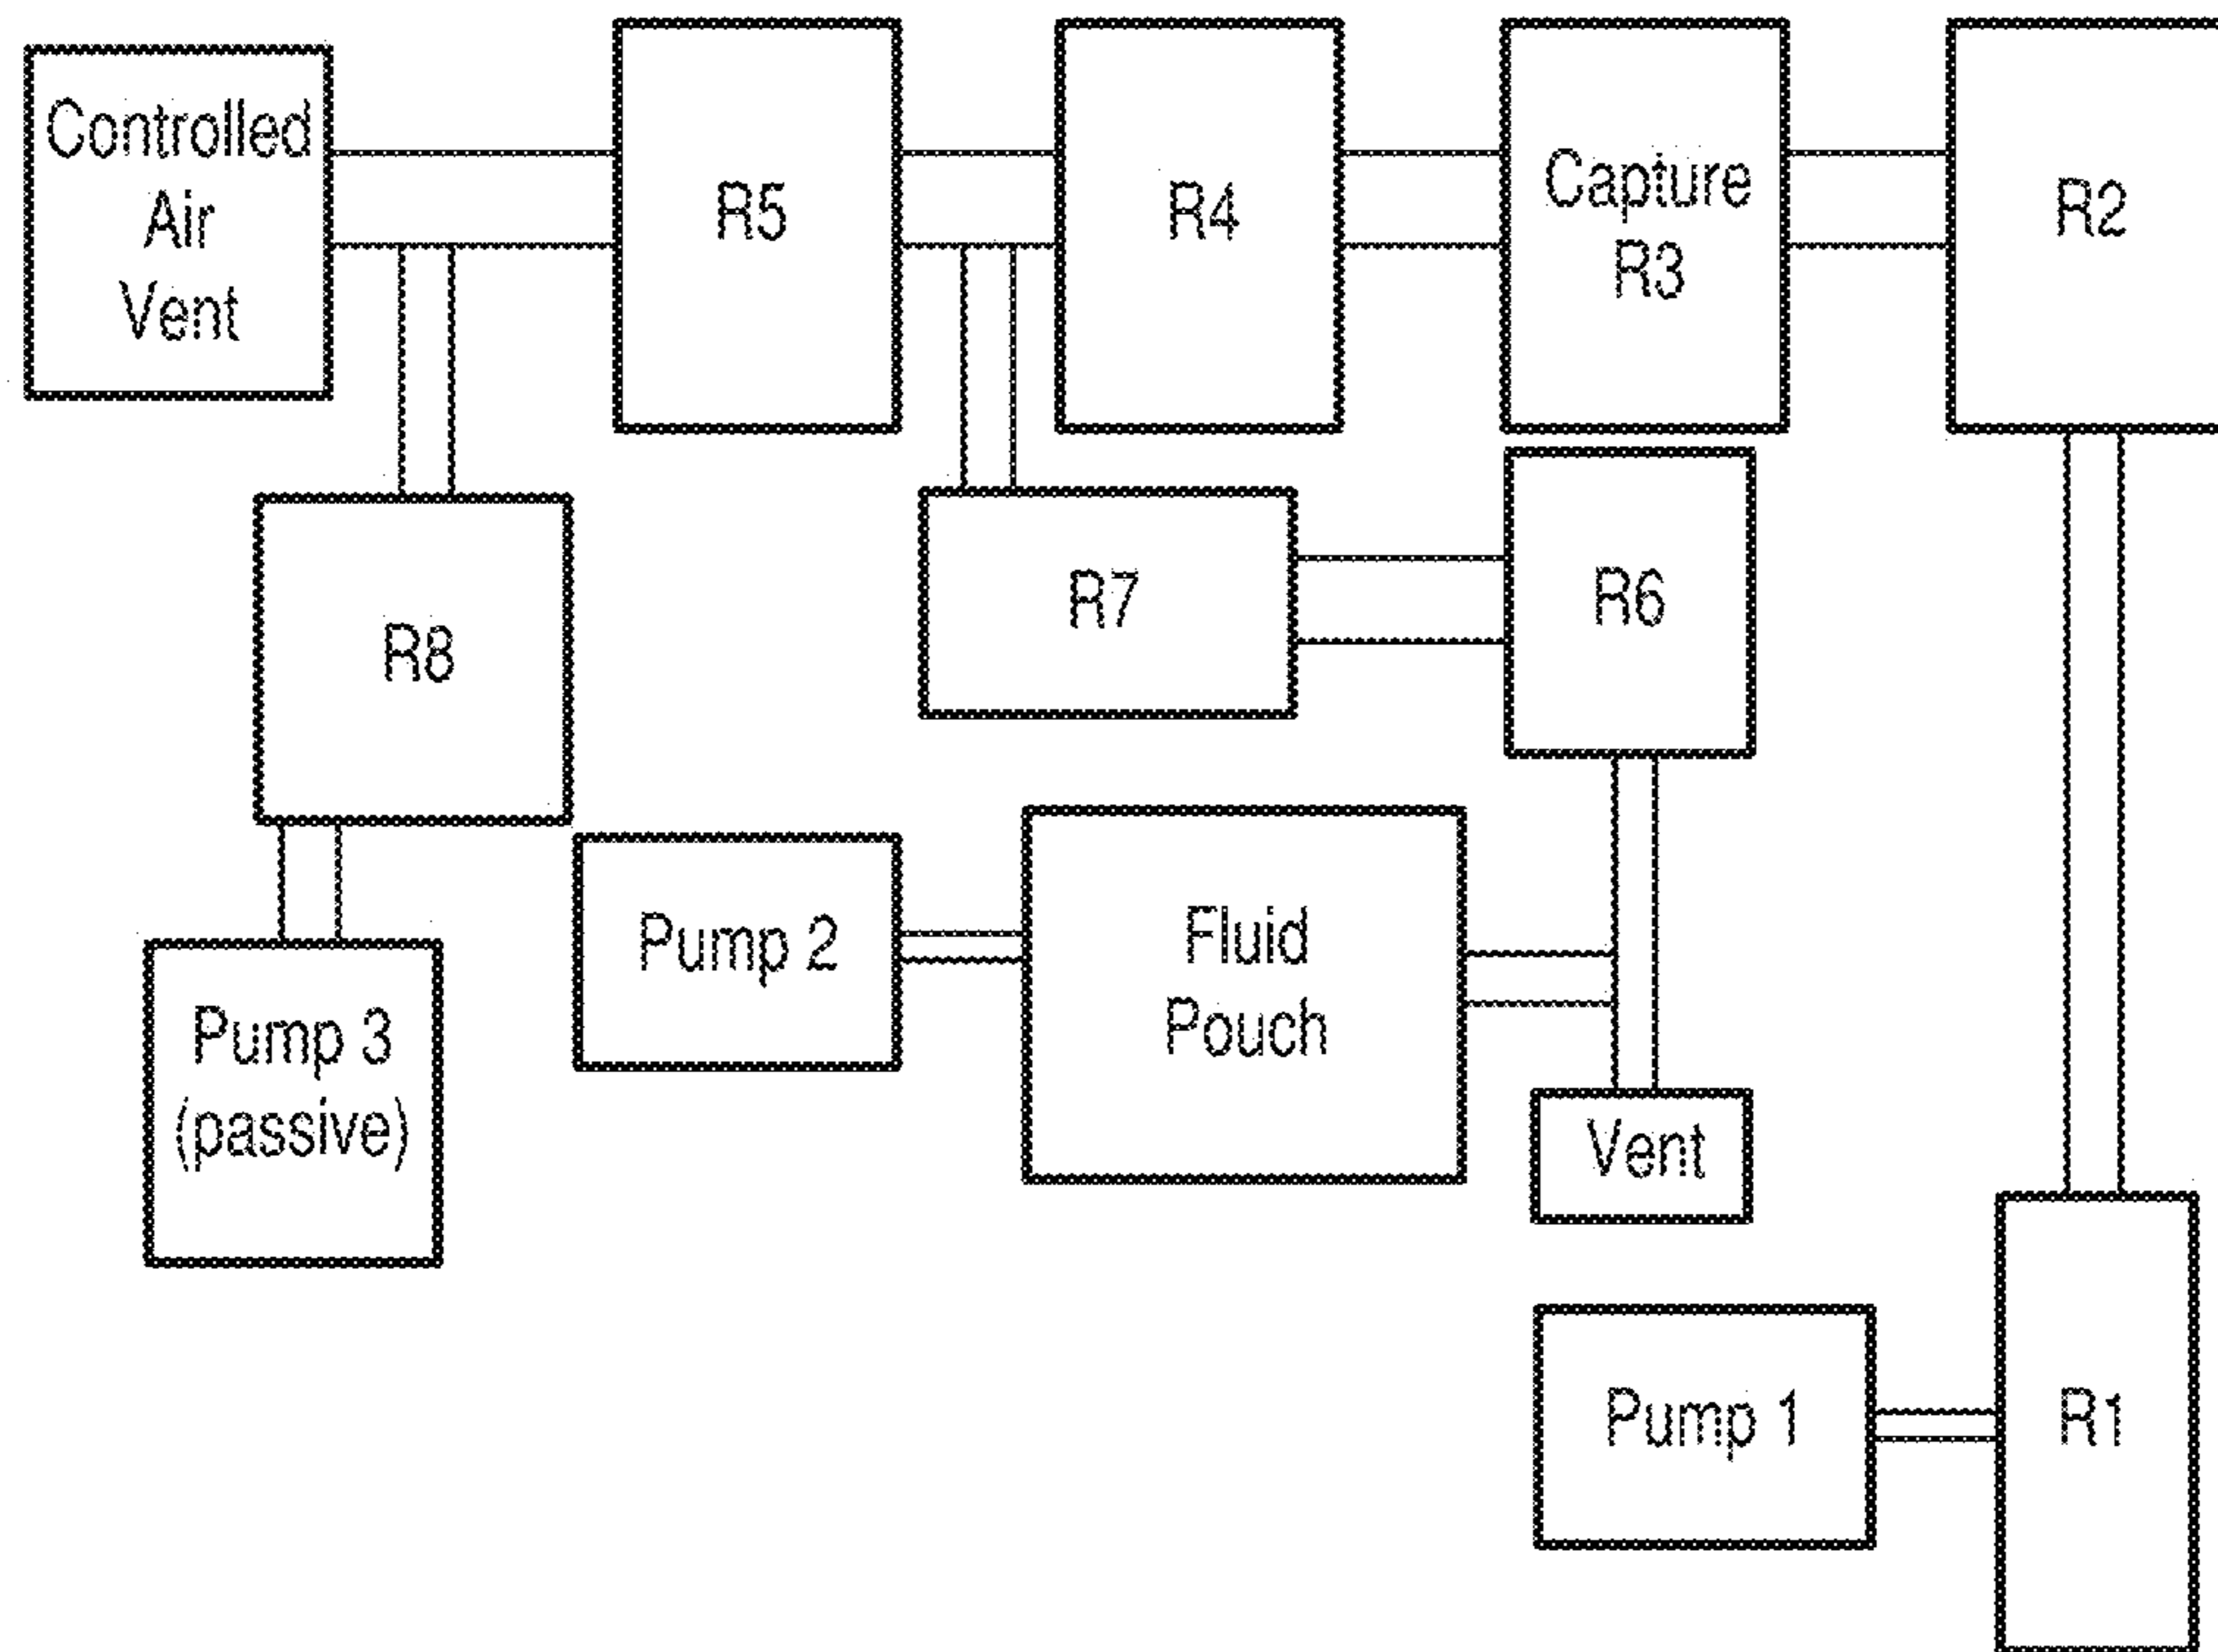 Controlled
Air
Vent
R5
R4
Capture
R3
R2
R8
R7
R6
Pump 3
(passive)
Pump 2
Fluid
Pouch
Vent
Pump 1
R1